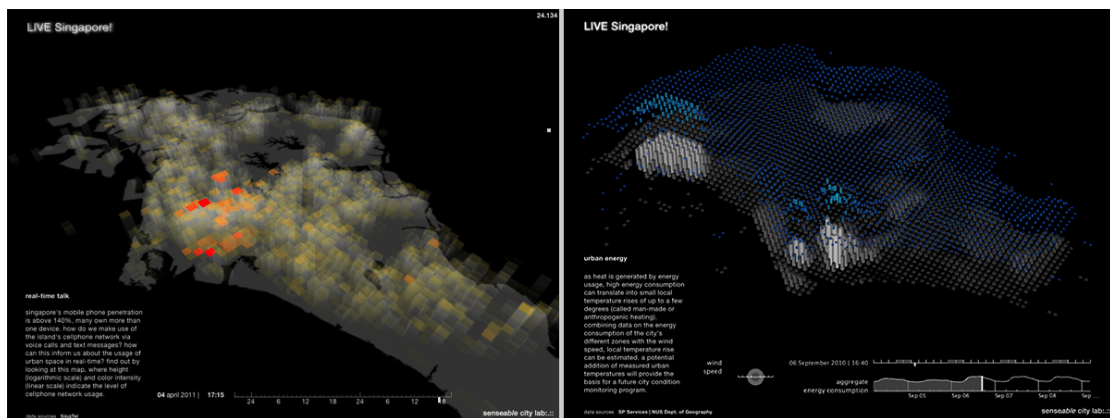 LIVE Singapore!
24.134
real-time talk
singapore's mobile phone penetration
is above 140%, many own more than
one device. how do we make use of
the island's cellphone network via
voice calls and text messages? how
can this inform us about the usage of
urban space in real-time? find out by
looking at this map, where height
(logarithmic scale) and color intensity
(linear scale) indicate the level of
cellphone network usage.
04 april 2011 | 17:15
24 6 12 18 24 6 12 18
data sources SingTel
senseable city lab:.::
LIVE Singapore!
urban energy
as heat is generated by energy
usage, high energy consumption
can translate into small local
temperature rises of up to a few
degrees (called man-made or
anthropogenic heating).
combining data on the energy
consumption of the city's
different zones with the wind
speed, local temperature rise
can be estimated. a potential
addition of measured urban
temperatures will provide the
basis for a future city condition
monitoring program.
wind
speed
06 September 2010 | 16:40
aggregate
energy consumption
Sep 05 Sep 06 Sep 07 Sep 08 Sep ...
data sources SP Services | NUS Dept. of Geography
senseable city lab:.::